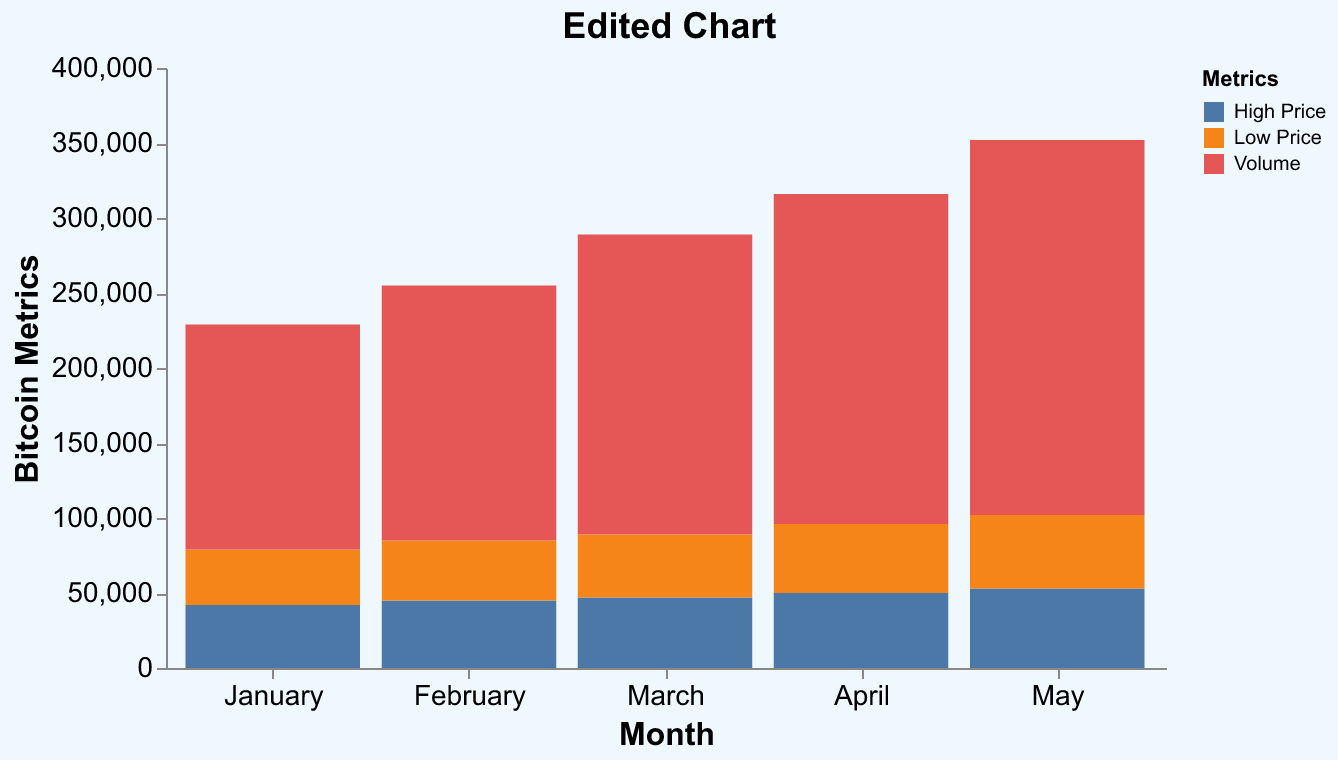 Edited Chart
Bitcoin Metrics
400,000
350,000
300,000
250,000
200,000
150,000
100,000
50,000
0
January February March April May
Month
Metrics
High Price
Low Price
Volume